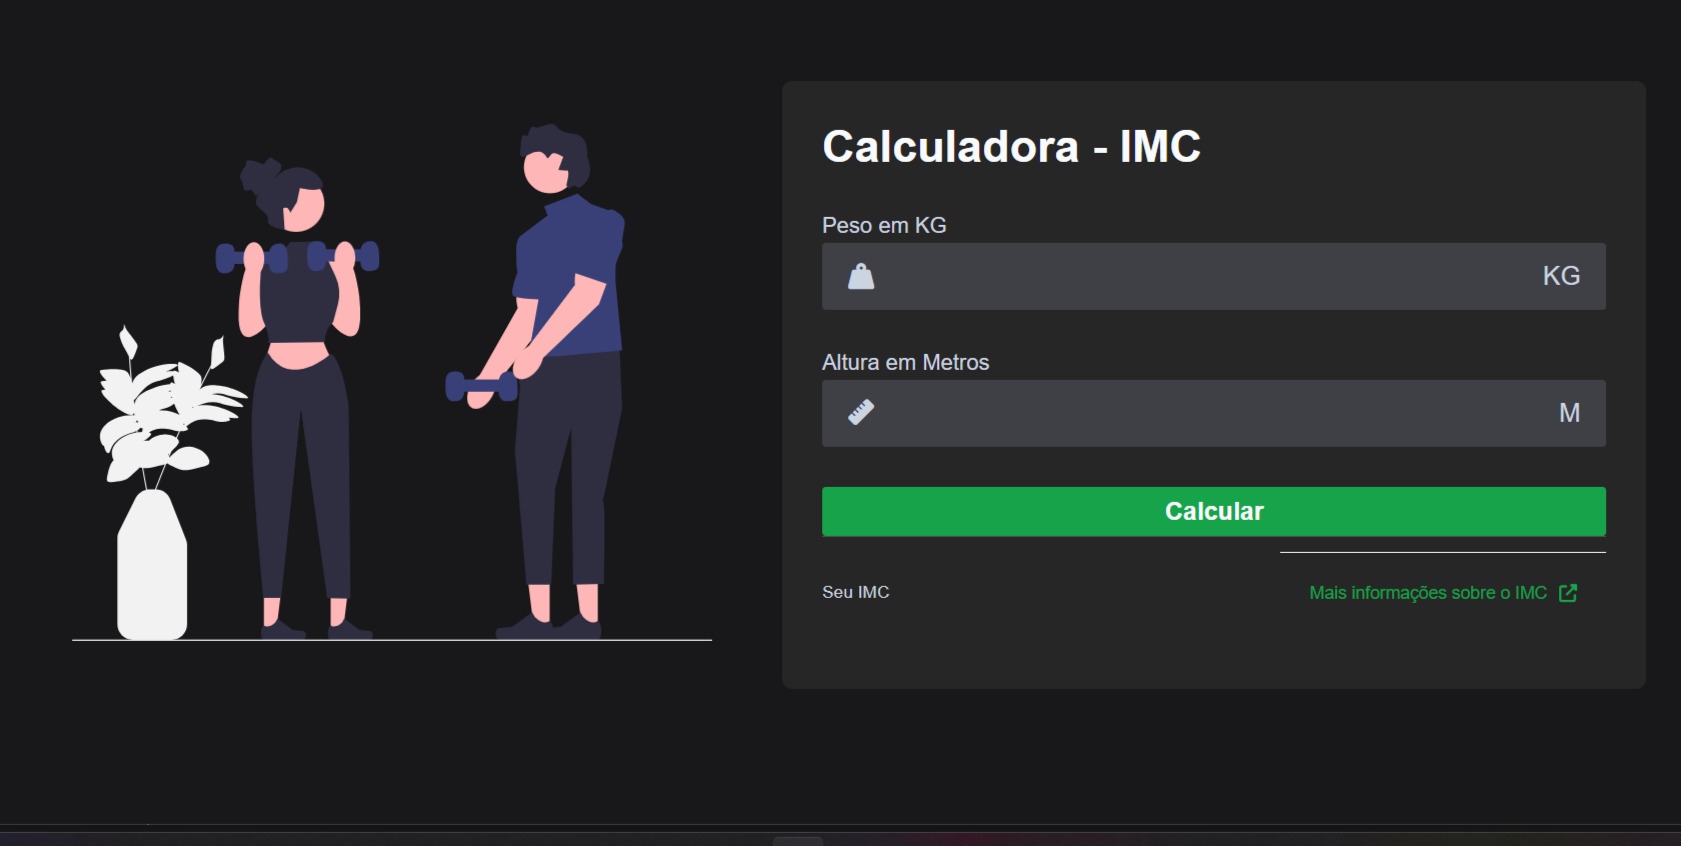 Calculadora - IMC
Peso em KG
KG
Altura em Metros
M
Calcular
Seu IMC
Mais informações sobre o IMC